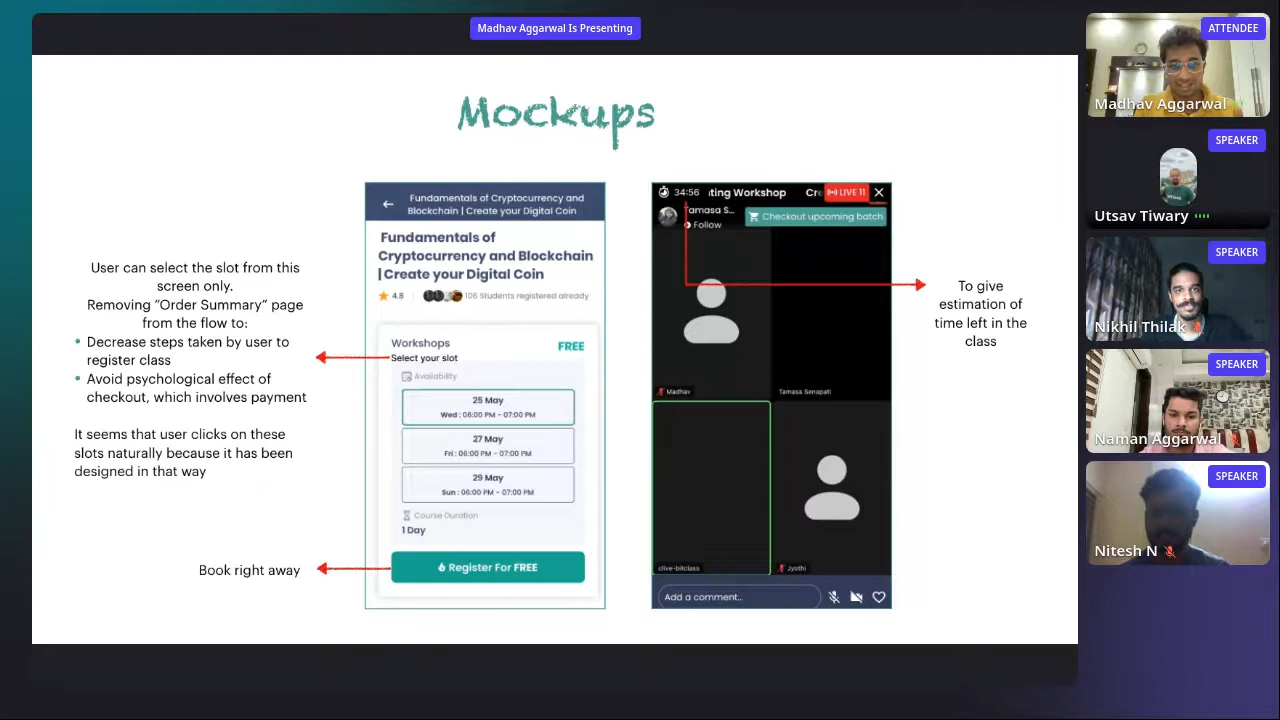 Madhav Aggarwal Is Presenting
Mockups
User can select the slot from this
screen only.
Removing “Order Summary” page
from the flow to:
• Decrease steps taken by user to
register class
• Avoid psychological effect of
checkout, which involves payment
It seems that user clicks on these
slots naturally because it has been
designed in that way
Book right away
Fundamentals of Cryptocurrency and
Blockchain | Create your Digital Coin
Fundamentals of
Cryptocurrency and Blockchain
| Create your Digital Coin
4.8
106 Students registered already
Workshops
FREE
Select your slot
Availability
25 May
Wed : 06:00 PM - 07:00 PM
27 May
Fri : 06:00 PM - 07:00 PM
29 May
Sun : 06:00 PM - 07:00 PM
Course Duration
1 Day
Register For FREE
34:56
ting Workshop
Cre
LIVE 11
Tamasa S...
Follow
Checkout upcoming batch
Madhav
Tamasa Senapati
clive-bitclass
Jyothi
Add a comment...
To give
estimation of
time left in the
class
ATTENDEE
Madhav Aggarwal
SPEAKER
Utsav Tiwary
SPEAKER
Nikhil Thilak
SPEAKER
Naman Aggarwal
SPEAKER
Nitesh N